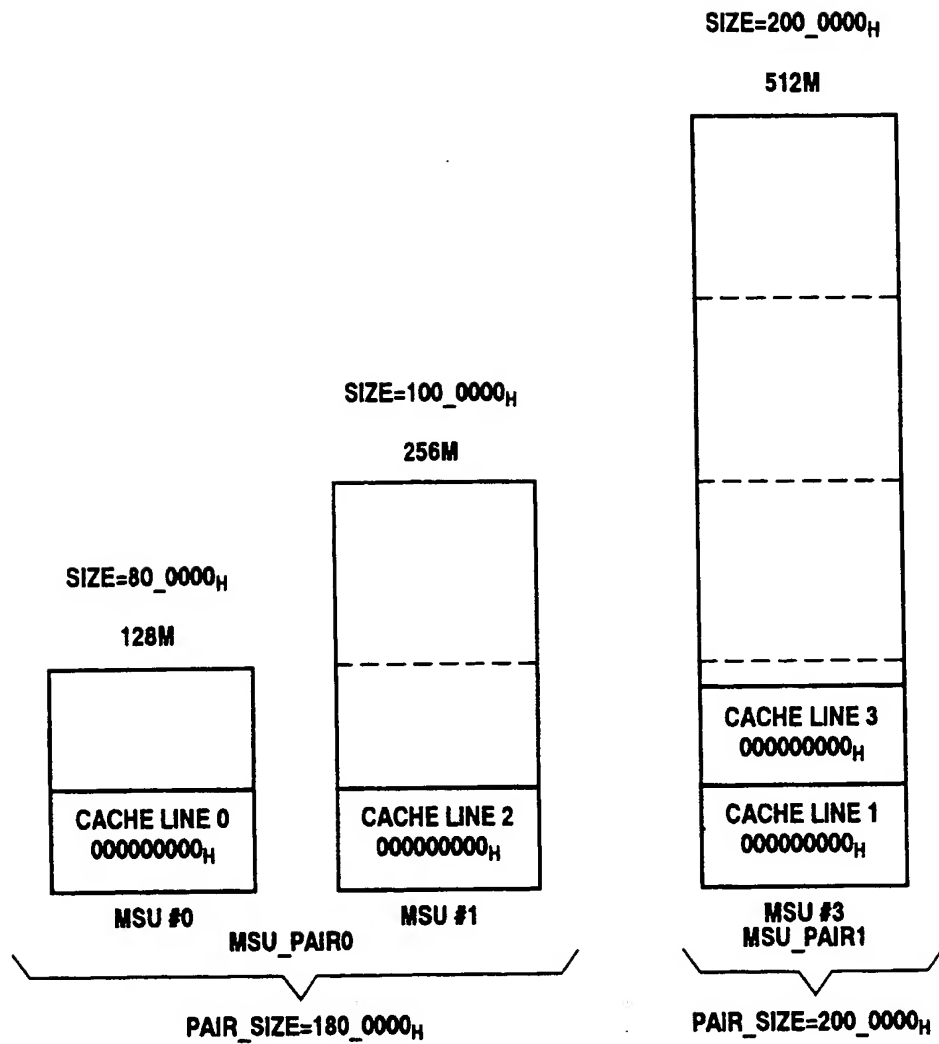 SIZE=200_0000H
512M
SIZE=100_0000H
256M
SIZE=80_0000H
128M
CACHE LINE 3
000000000H
CACHE LINE 0
000000000H
CACHE LINE 2
000000000H
CACHE LINE 1
000000000H
MSU #0
MSU #1
MSU #3
MSU_PAIR0
MSU_PAIR1
PAIR_SIZE=180_0000H
PAIR_SIZE=200_0000H